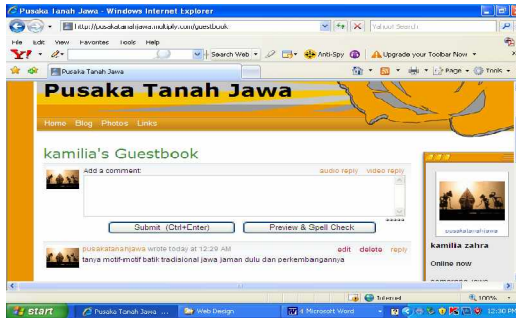 Pusaka Tanah Jawa - Windows Internet Explorer
http://pusakatanahjawa.multiply.com/guestbook
Yahoo! Search
File Edit View Favorites Tools Help
Search Web
Anti-Spy
Upgrade your Toolbar Now
Pusaka Tanah Jawa
Page Tools
Pusaka Tanah Jawa
Home Blog Photos Links
kamilia's Guestbook
Add a comment: audio reply video reply
Submit (Ctrl+Enter) Preview & Spell Check
pusakatanahjawa wrote today at 12:29 AM edit delete reply
tanya motif-motif batik tradisional jawa jaman dulu dan perkembangannya
pusakatanahjawa
kamilia zahra
Online now
Internet 100%
start Pusaka Tanah Jawa ... Web Design 4 Microsoft Word 12:30 PM